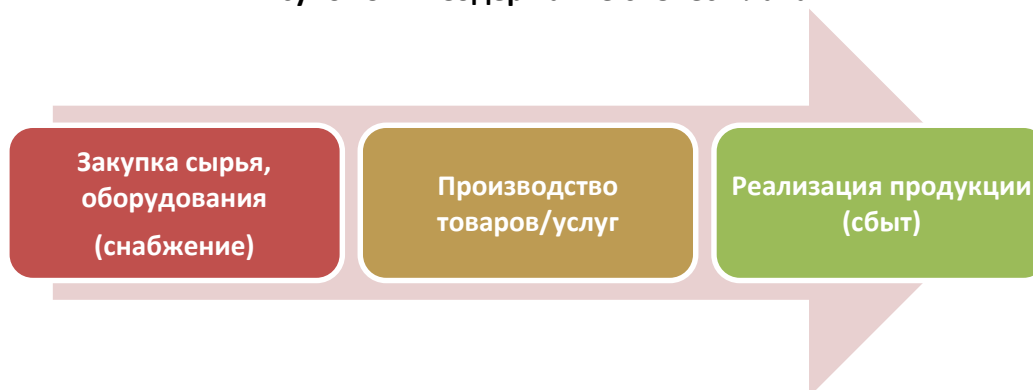 Закупка сырья,
оборудования
(снабжение)
Производство
товаров/услуг
Реализация продукции
(сбыт)